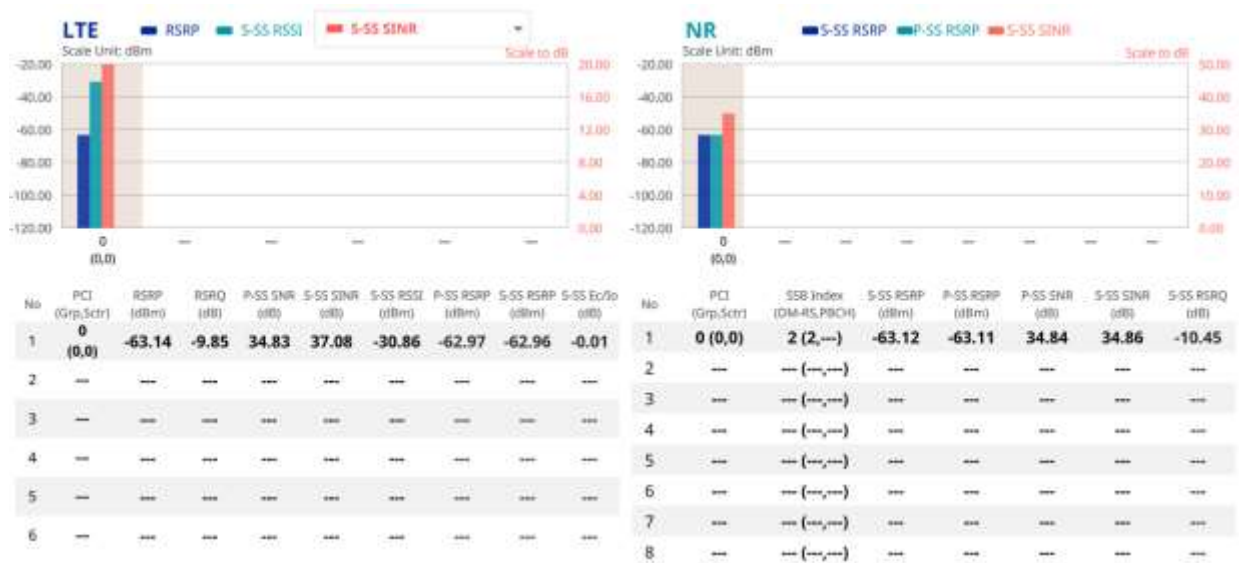 LTE RSRP S-SS RSSI S-SS SINR
Scale Unit: dBm Scale to dB
-20.00 20.00
-40.00 16.00
-60.00 12.00
-80.00 8.00
-100.00 4.00
-120.00 0.00
0 --- --- --- --- ---
(0,0)
No PCI (Grp,Sctr) RSRP (dBm) RSRQ (dB) P-SS SNR (dB) S-SS SINR (dB) S-SS RSSI (dBm) P-SS RSRP (dBm) S-SS RSRP (dBm) S-SS Ec/Io (dB)
1 0 (0,0) -63.14 -9.85 34.83 37.08 -30.86 -62.97 -62.96 -0.01
2 --- --- --- --- --- --- --- --- ---
3 --- --- --- --- --- --- --- --- ---
4 --- --- --- --- --- --- --- --- ---
5 --- --- --- --- --- --- --- --- ---
6 --- --- --- --- --- --- --- --- ---
NR S-SS RSRP P-SS RSRP S-SS SINR
Scale Unit: dBm Scale to dB
-20.00 50.00
-40.00 40.00
-60.00 30.00
-80.00 20.00
-100.00 10.00
-120.00 0.00
0 --- --- --- --- --- ---
(0,0)
No PCI (Grp,Sctr) SSB Index (DM-RS,PBCH) S-SS RSRP (dBm) P-SS RSRP (dBm) P-SS SNR (dB) S-SS SINR (dB) S-SS RSRQ (dB)
1 0 (0,0) 2 (2,---) -63.12 -63.11 34.84 34.86 -10.45
2 --- --- (---,---) --- --- --- --- ---
3 --- --- (---,---) --- --- --- --- ---
4 --- --- (---,---) --- --- --- --- ---
5 --- --- (---,---) --- --- --- --- ---
6 --- --- (---,---) --- --- --- --- ---
7 --- --- (---,---) --- --- --- --- ---
8 --- --- (---,---) --- --- --- --- ---